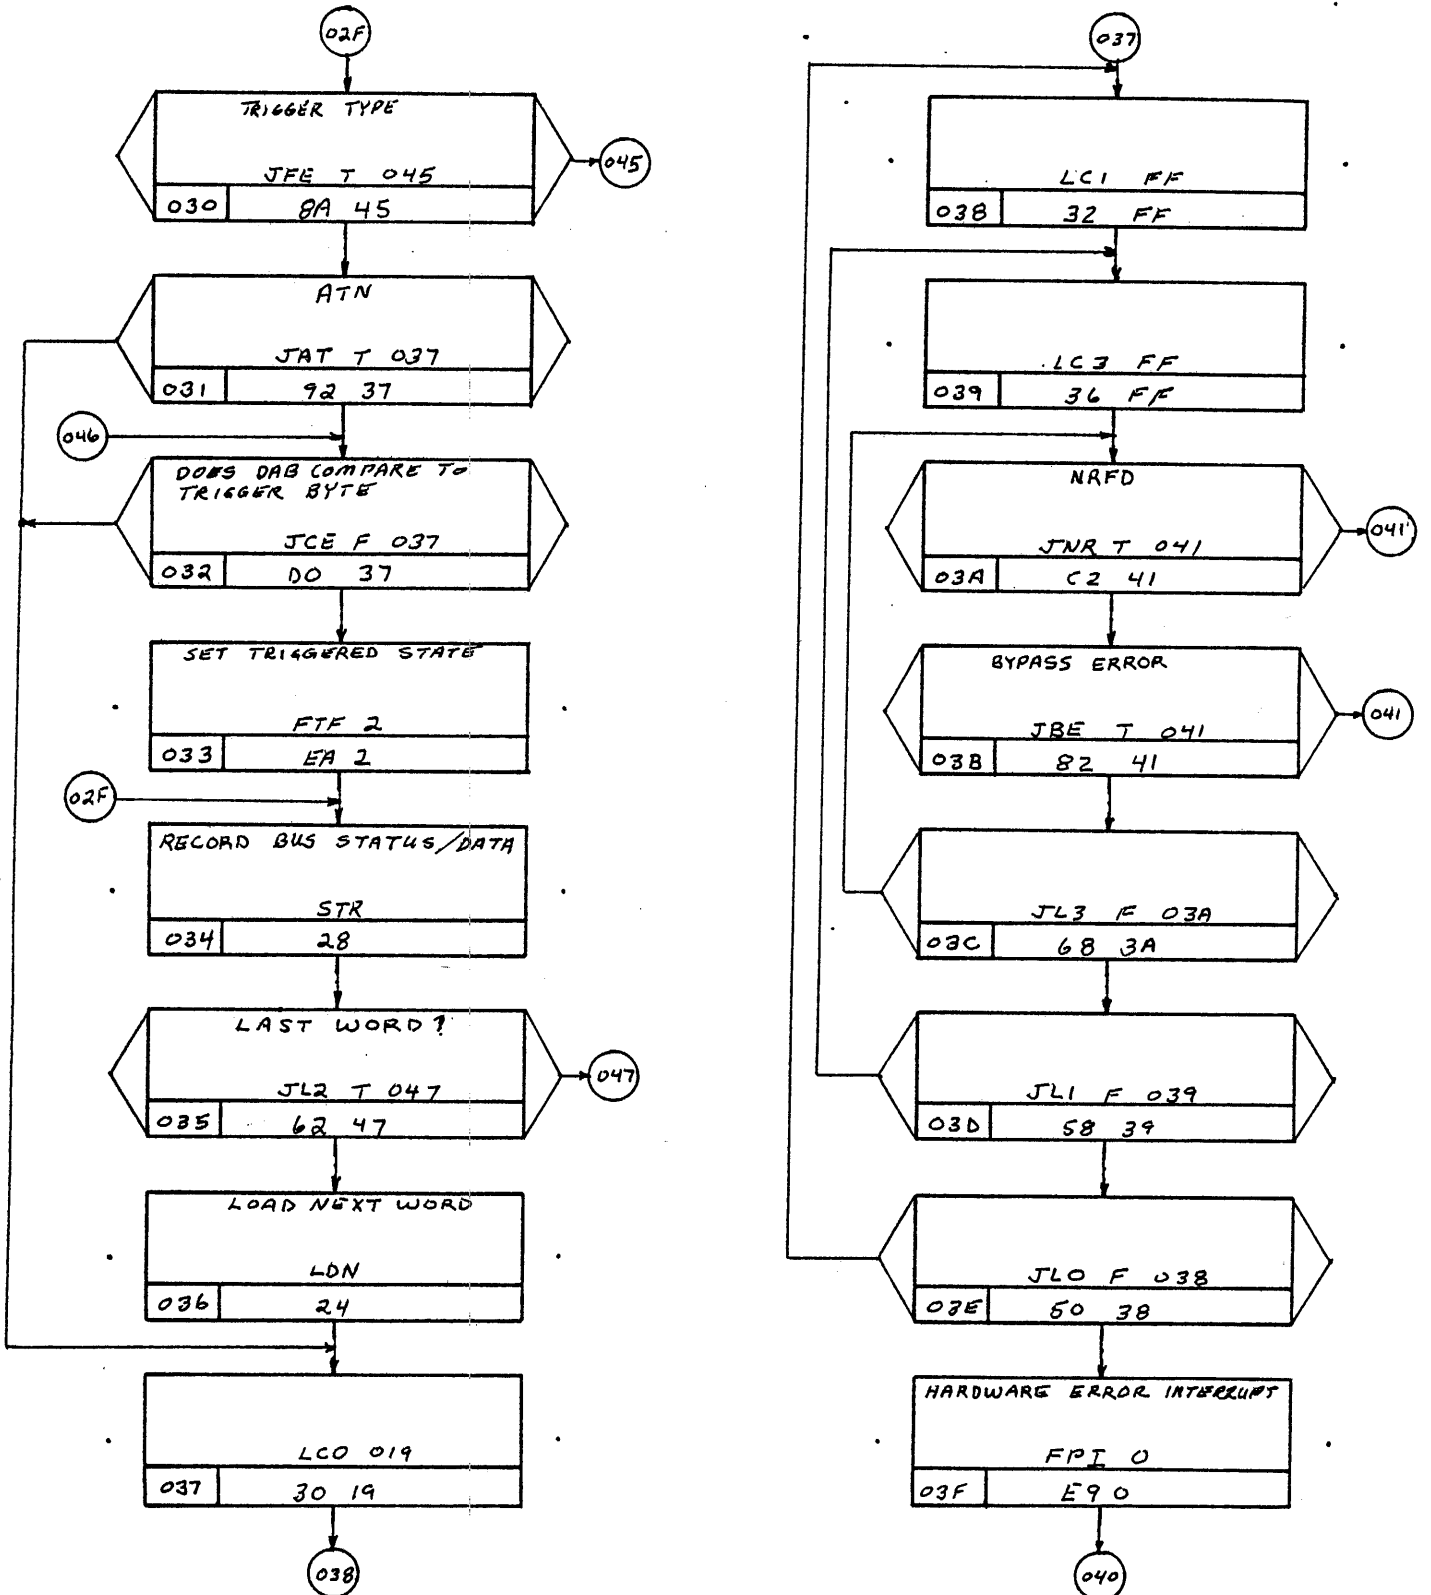 02F
TRIGGER TYPE
045
JFE T 045
030 8A 45
ATN
JAT T 037
031 92 37
046
DOES DAB COMPARE TO
TRIGGER BYTE
JCE F 037
032 D0 37
SET TRIGGERED STATE
FTF 2
033 EA 2
02F
RECORD BUS STATUS/DATA
STR
034 28
LAST WORD?
047
JL2 T 047
035 62 47
LOAD NEXT WORD
LDN
036 24
LC0 019
037 30 19
038
037
LC1 FF
038 32 FF
LC3 FF
039 36 FF
NRFD
041
JNR T 041
03A C2 41
BYPASS ERROR
041
JBE T 041
03B 82 41
JL3 F 03A
03C 68 3A
JL1 F 039
03D 58 39
JL0 F 038
03E 50 38
HARDWARE ERROR INTERRUPT
FPI 0
03F E9 0
040